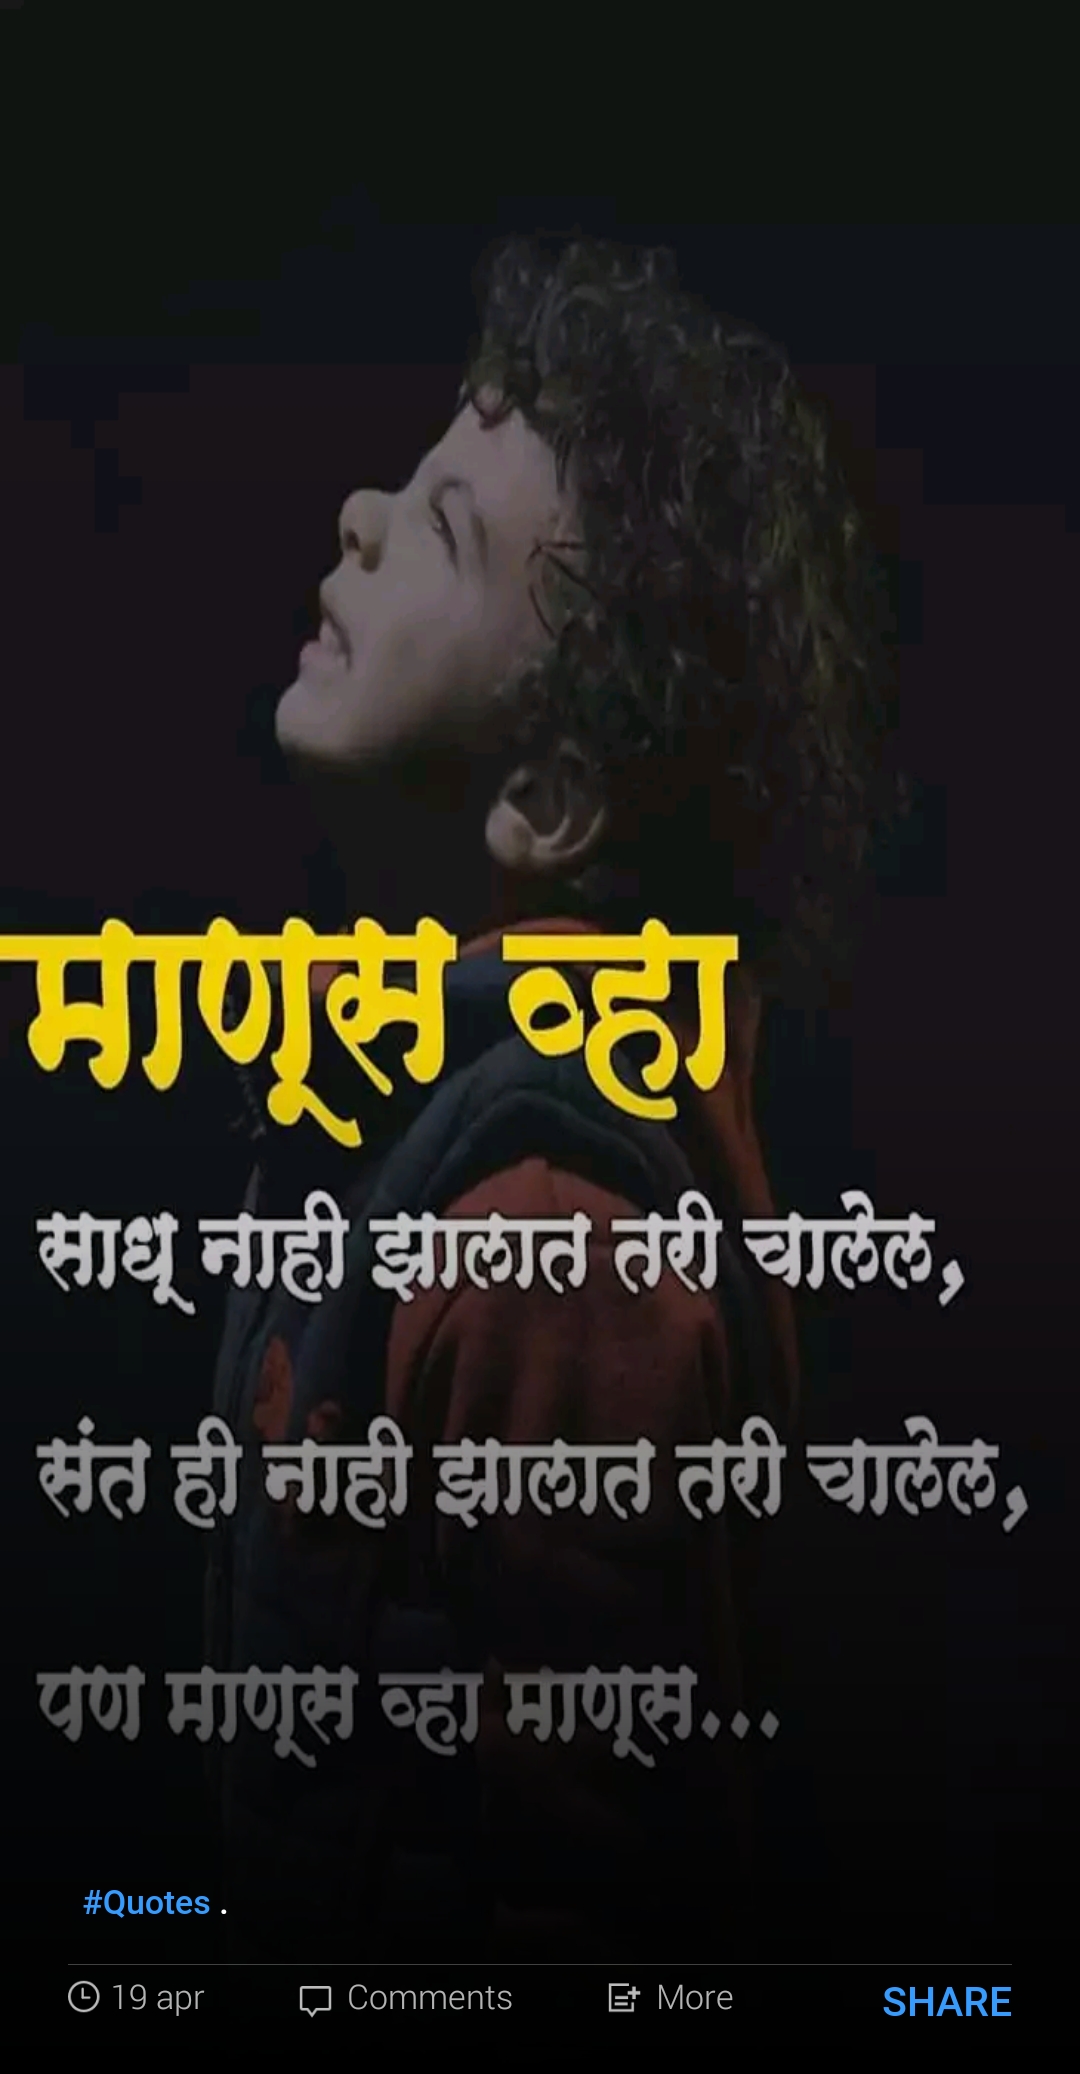 माणूस व्हा
साधू नाही झालात तरी चालेल,
संत ही नाही झालात तरी चालेल,
पण माणूस व्हा माणूस...
#Quotes .
19 apr Comments More SHARE